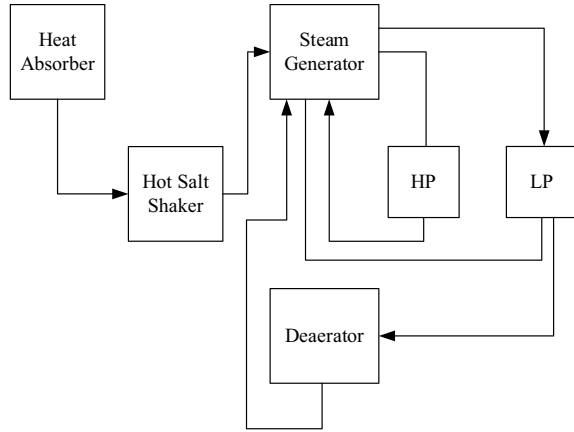 Heat
Absorber
Steam
Generator
Hot Salt
Shaker
HP
LP
Deaerator